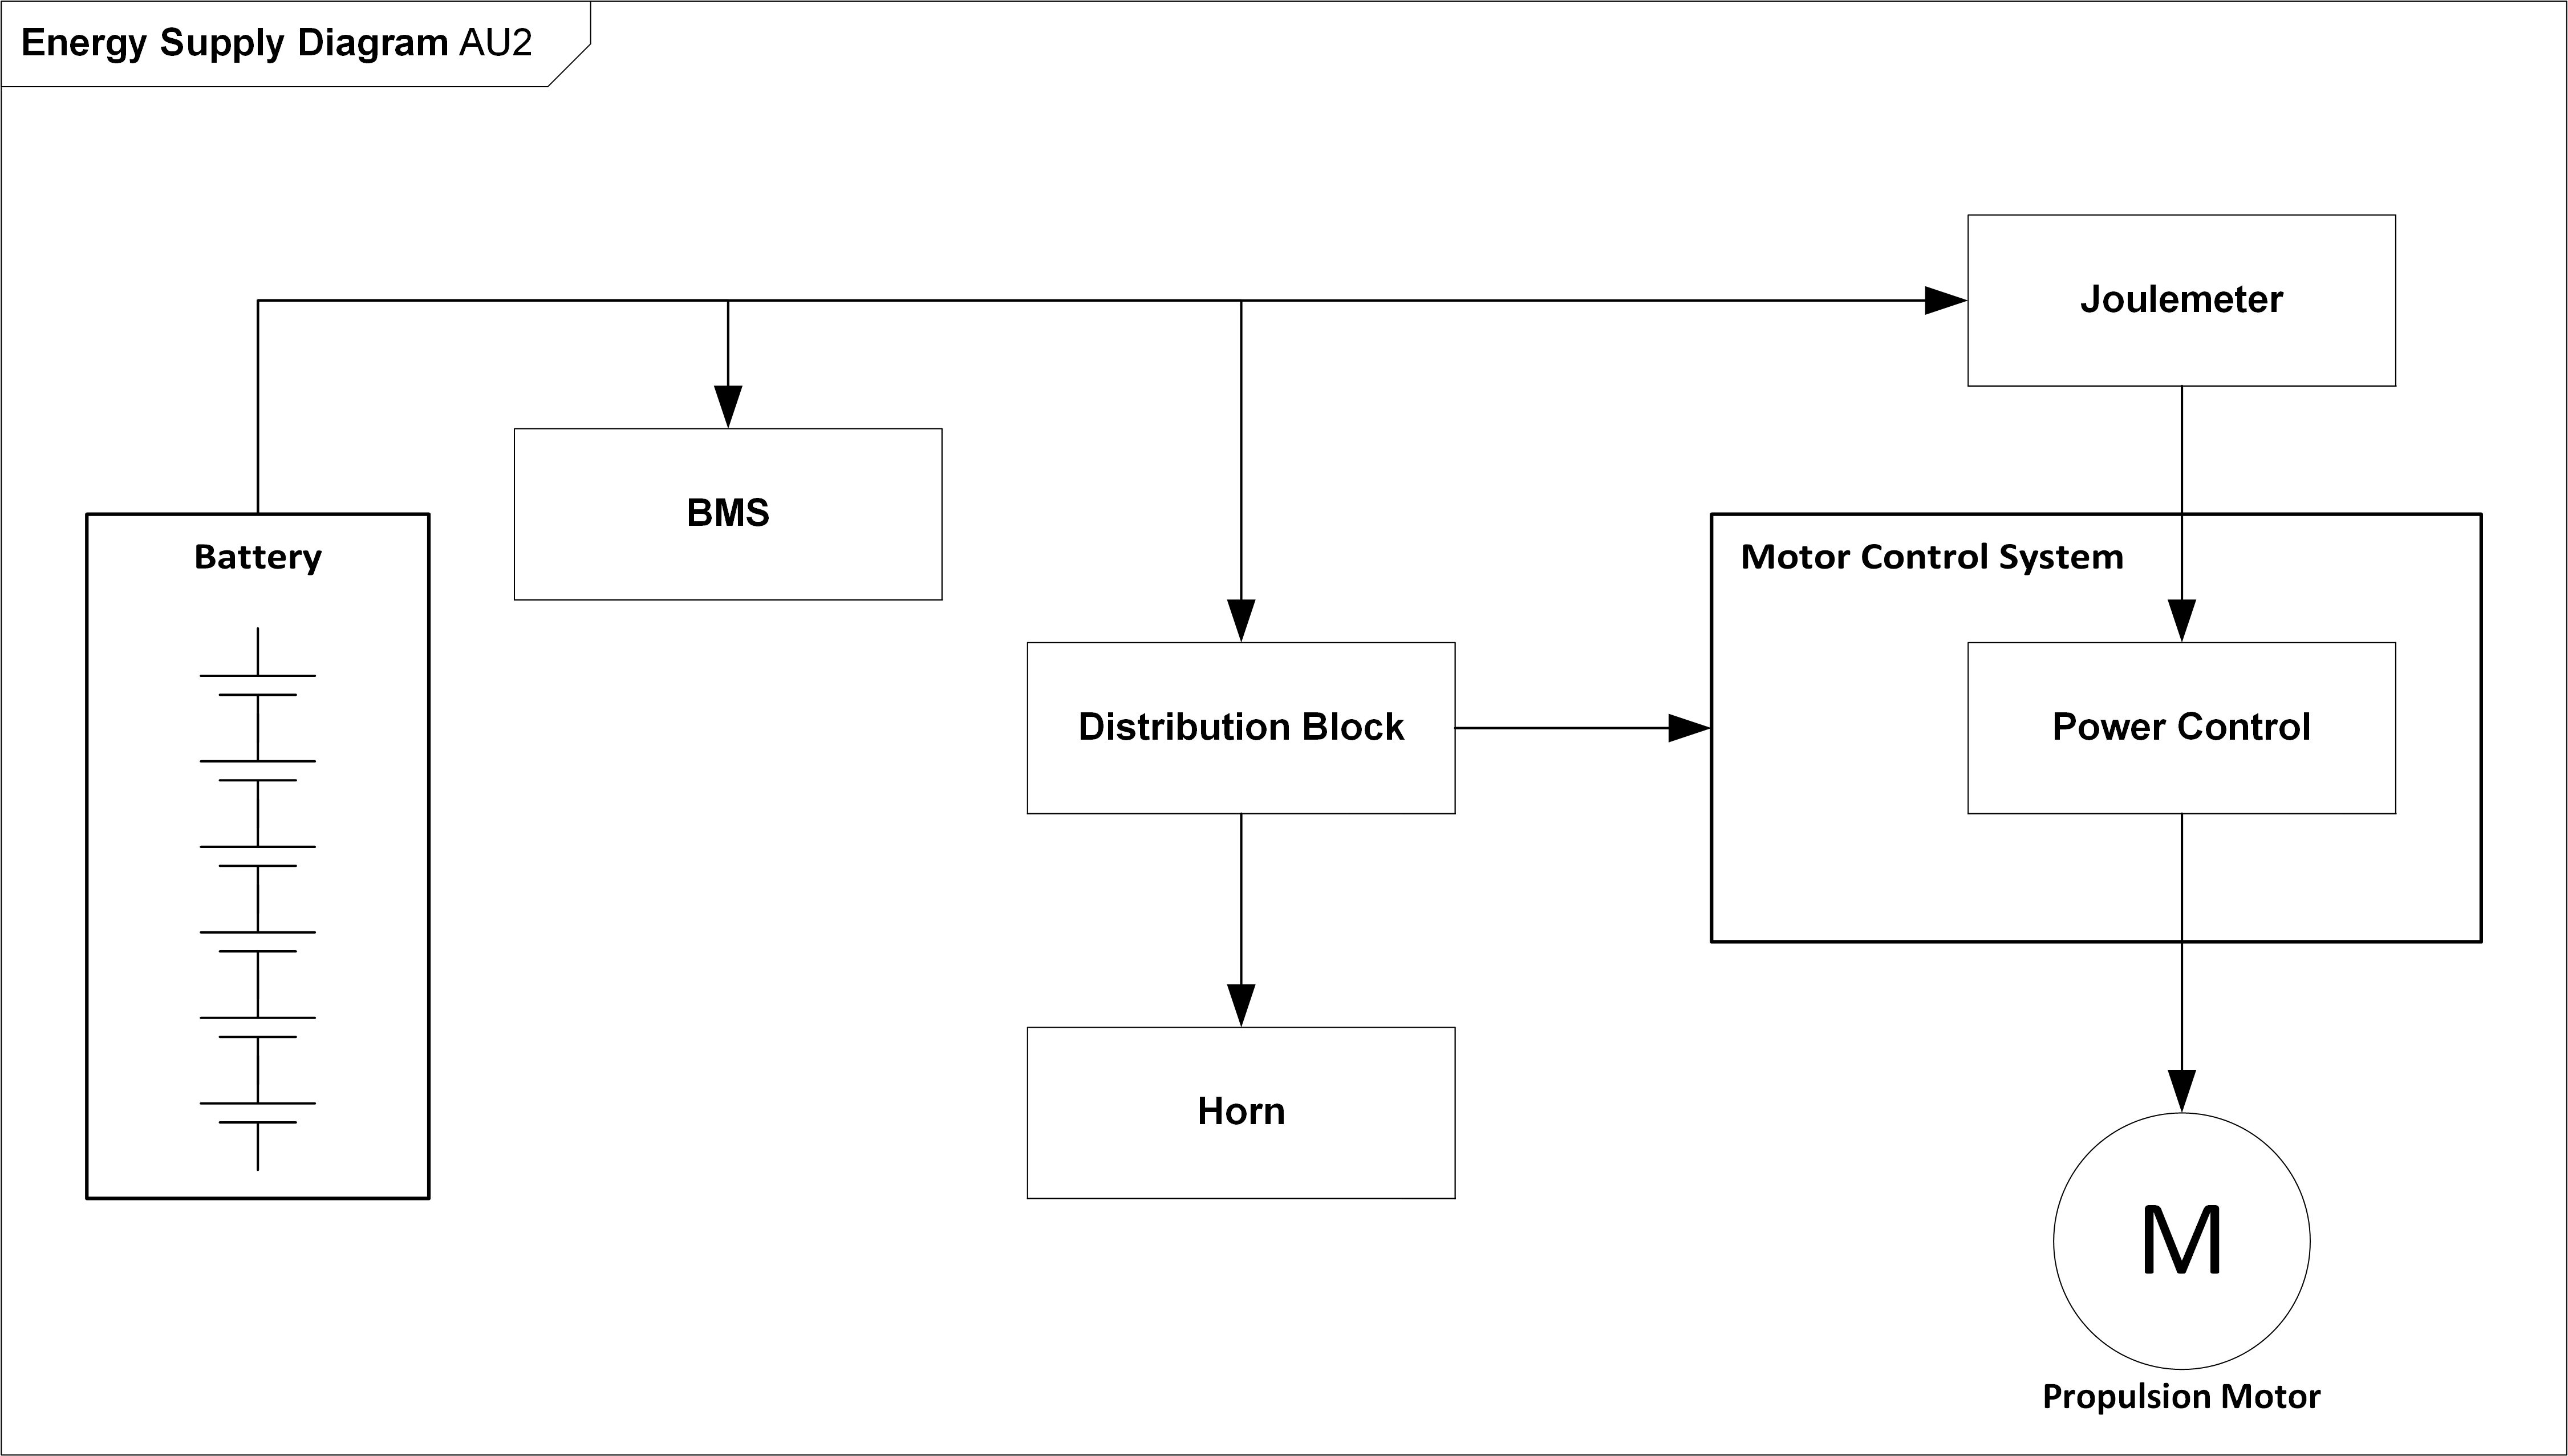 Energy Supply Diagram AU2
Joulemeter
BMS
Battery
Motor Control System
Distribution Block
Power Control
Horn
M
Propulsion Motor